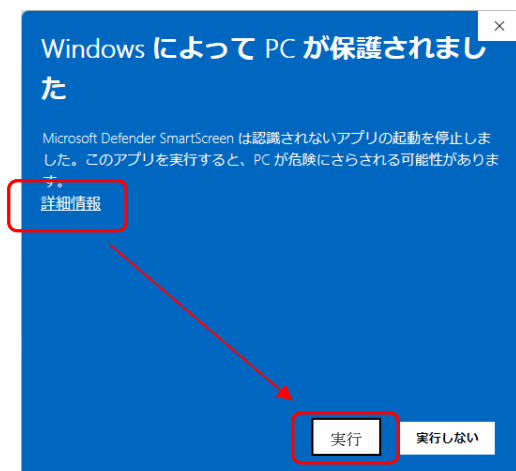 Windows によって PC が保護されまし
た
Microsoft Defender SmartScreen は認識されないアプリの起動を停止しま
した。このアプリを実行すると、PC が危険にさらされる可能性がありま
す。
詳細情報
実行
実行しない